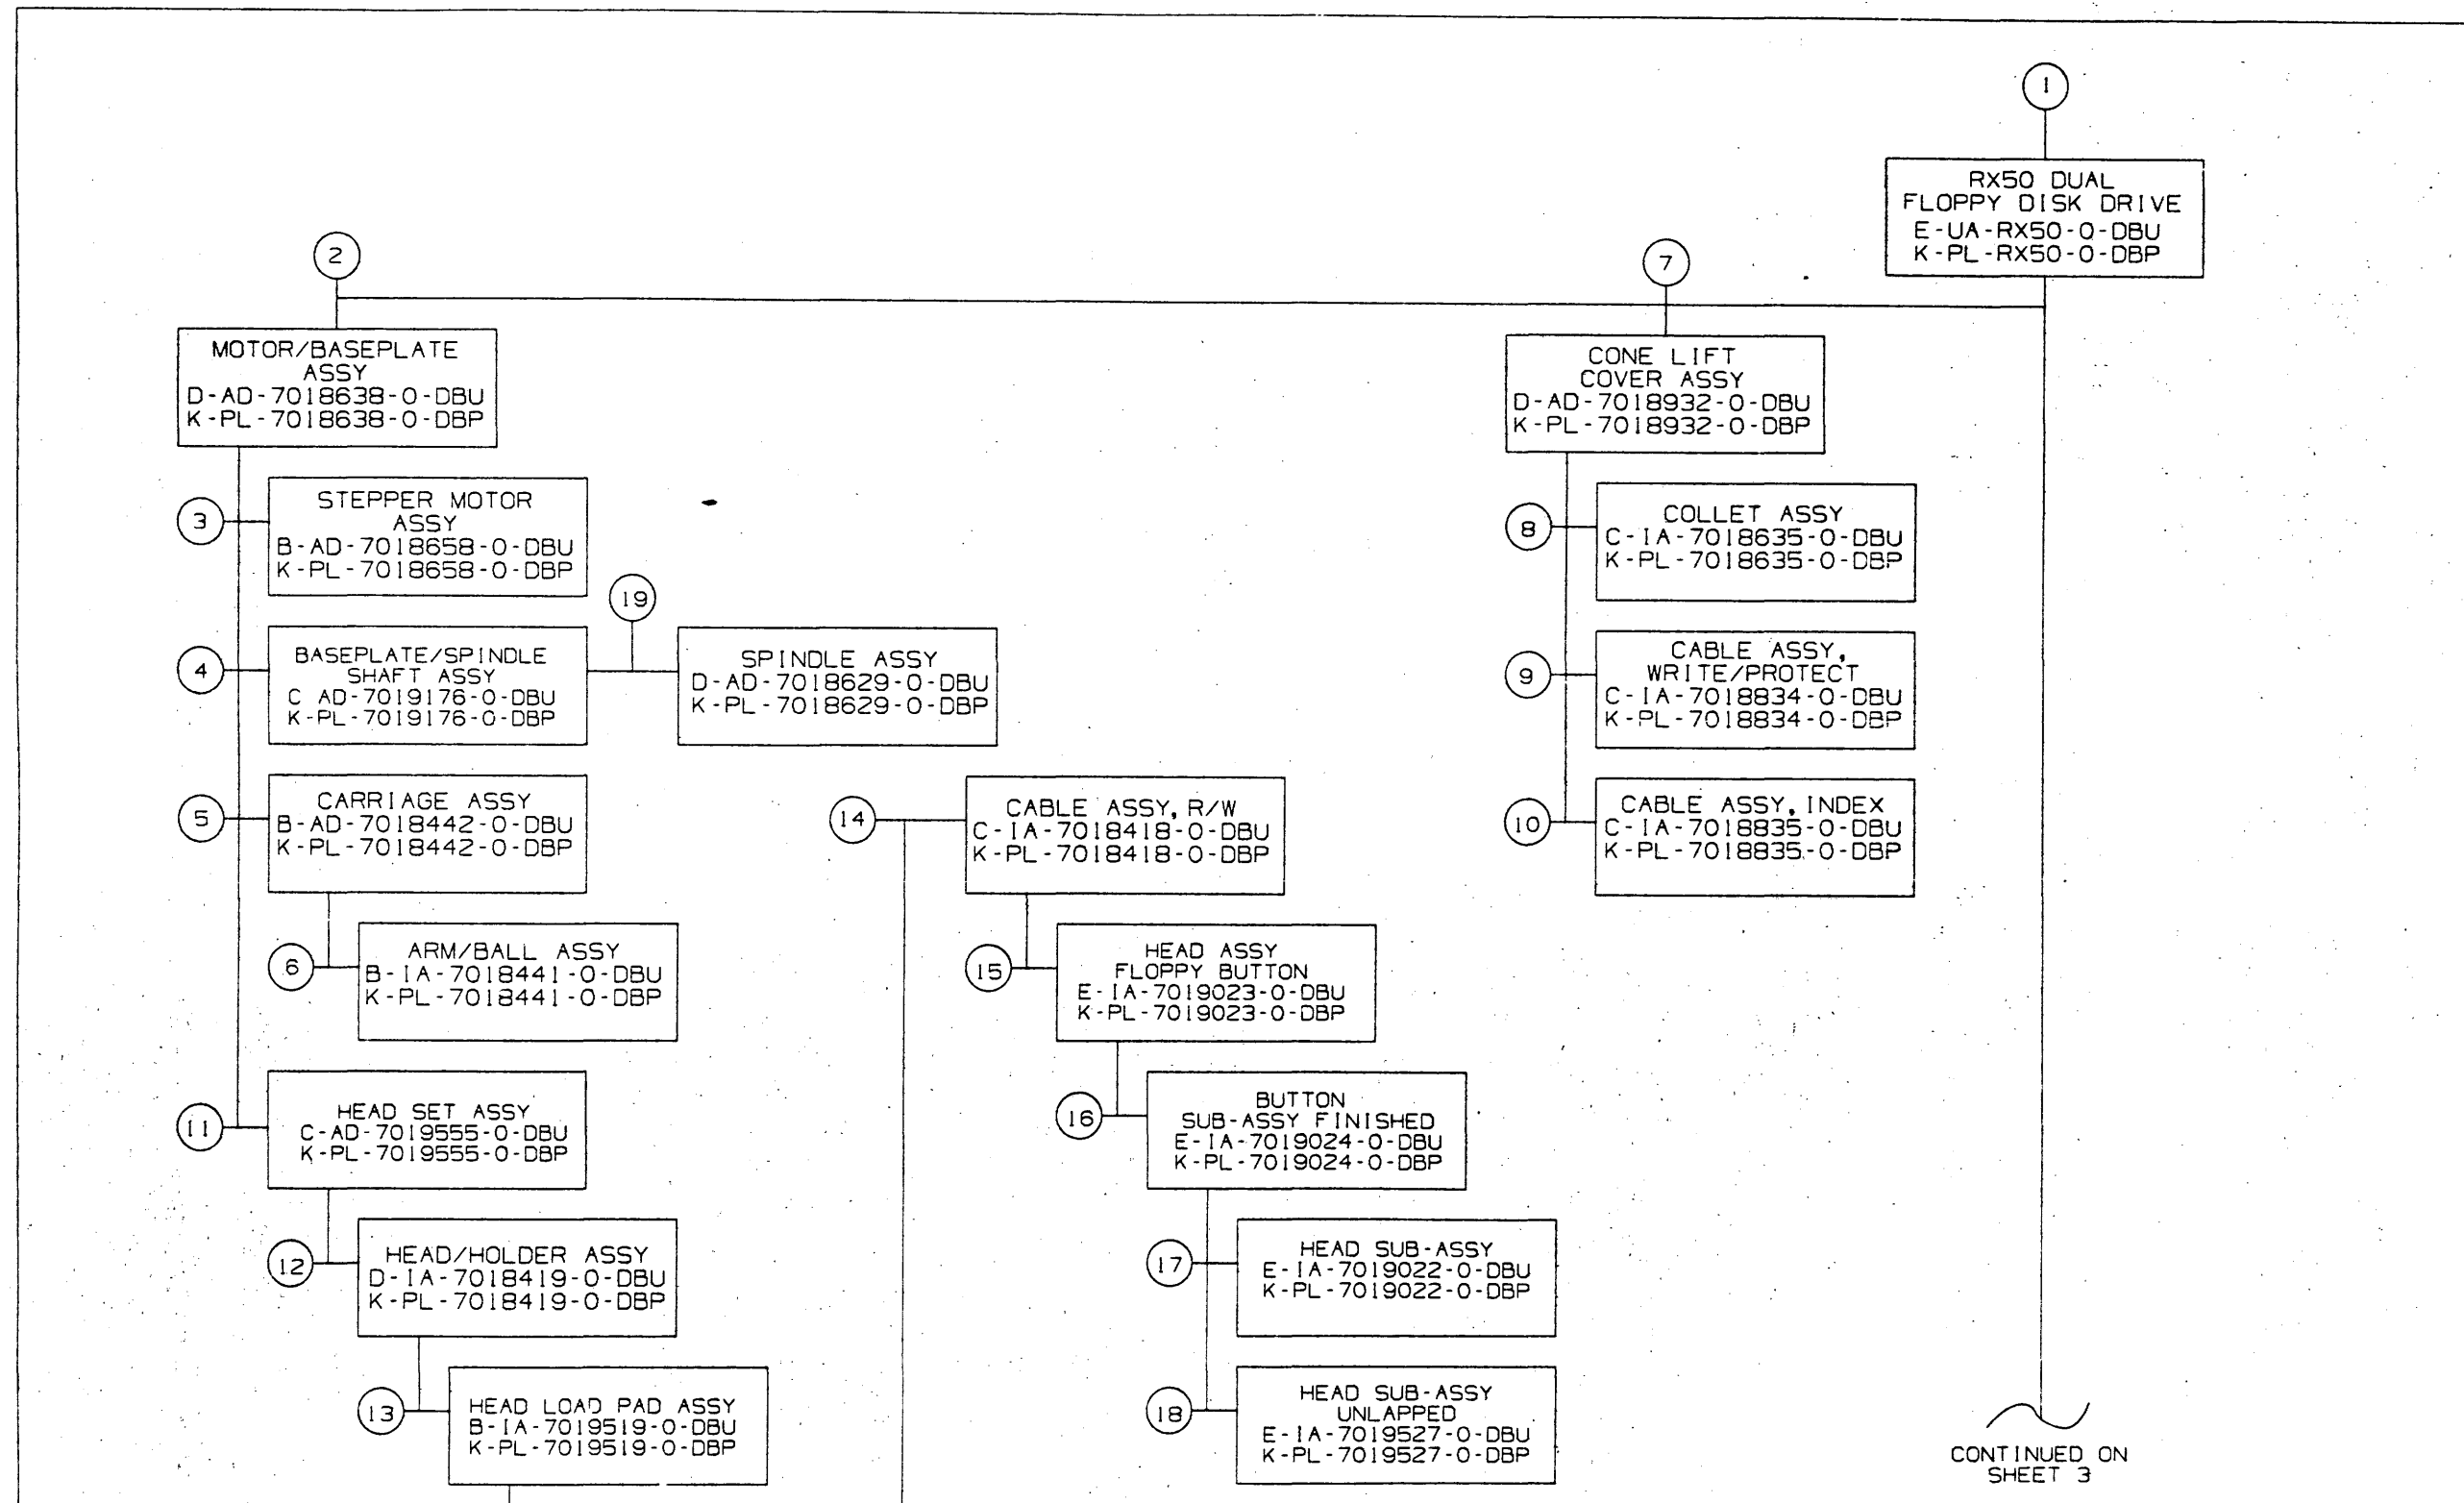 1
RX50 DUAL
FLOPPY DISK DRIVE
E-UA-RX50-0-DBU
K-PL-RX50-0-DBP
2
MOTOR/BASEPLATE
ASSY
D-AD-7018638-0-DBU
K-PL-7018638-0-DBP
3
STEPPER MOTOR
ASSY
B-AD-7018658-0-DBU
K-PL-7018658-0-DBP
4
BASEPLATE/SPINDLE
SHAFT ASSY
C AD-7019176-0-DBU
K-PL-7019176-0-DBP
19
SPINDLE ASSY
D-AD-7018629-0-DBU
K-PL-7018629-0-DBP
5
CARRIAGE ASSY
B-AD-7018442-0-DBU
K-PL-7018442-0-DBP
6
ARM/BALL ASSY
B-IA-7018441-0-DBU
K-PL-7018441-0-DBP
11
HEAD SET ASSY
C-AD-7019555-0-DBU
K-PL-7019555-0-DBP
12
HEAD/HOLDER ASSY
D-IA-7018419-0-DBU
K-PL-7018419-0-DBP
13
HEAD LOAD PAD ASSY
B-IA-7019519-0-DBU
K-PL-7019519-0-DBP
14
CABLE ASSY, R/W
C-IA-7018418-0-DBU
K-PL-7018418-0-DBP
15
HEAD ASSY
FLOPPY BUTTON
E-IA-7019023-0-DBU
K-PL-7019023-0-DBP
16
BUTTON
SUB-ASSY FINISHED
E-IA-7019024-0-DBU
K-PL-7019024-0-DBP
17
HEAD SUB-ASSY
E-IA-7019022-0-DBU
K-PL-7019022-0-DBP
18
HEAD SUB-ASSY
UNLAPPED
E-IA-7019527-0-DBU
K-PL-7019527-0-DBP
7
CONE LIFT
COVER ASSY
D-AD-7018932-0-DBU
K-PL-7018932-0-DBP
8
COLLET ASSY
C-IA-7018635-0-DBU
K-PL-7018635-0-DBP
9
CABLE ASSY,
WRITE/PROTECT
C-IA-7018834-0-DBU
K-PL-7018834-0-DBP
10
CABLE ASSY, INDEX
C-IA-7018835-0-DBU
K-PL-7018835-0-DBP
CONTINUED ON
SHEET 3